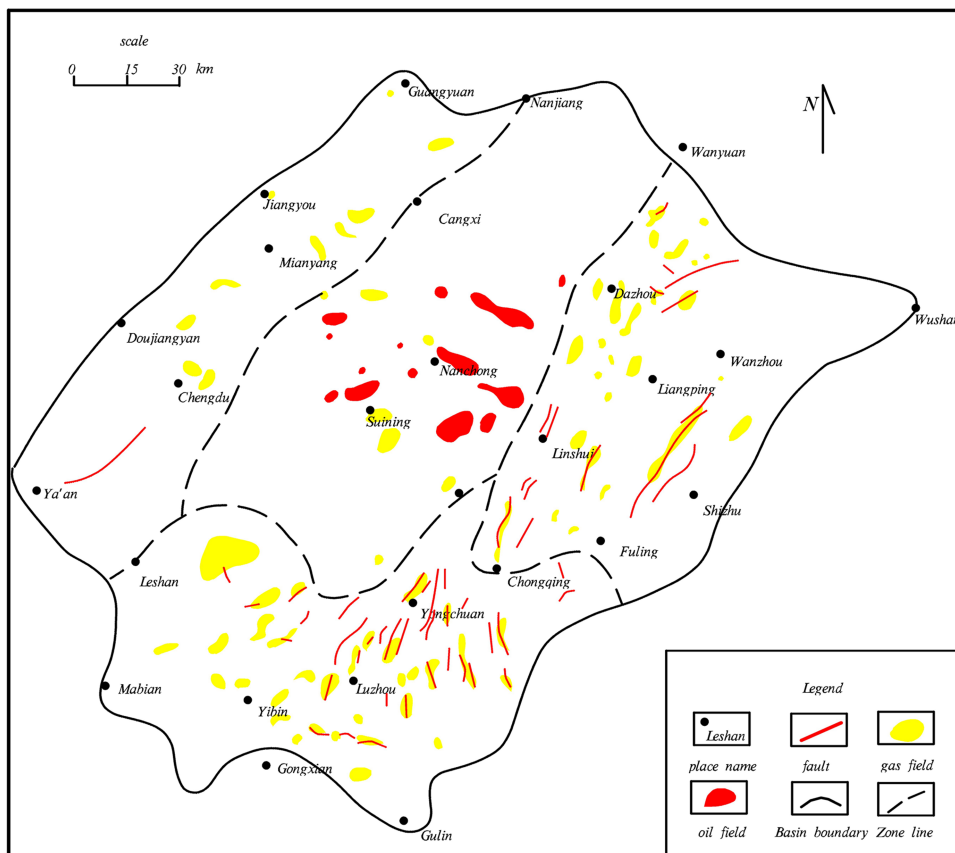 scale
0 15 30 km
N
Guangyuan
Nanjiang
Wanyuan
Jiangyou
Cangxi
Mianyang
Dazhou
Wushan
Doujiangyan
Wanzhou
Nanchong
Liangping
Chengdu
Suining
Linshui
Ya'an
Shizhu
Fuling
Leshan
Chongqing
Yongchuan
Mabian
Luzhou
Yibin
Gongxian
Gulin
Legend
Leshan
place name fault gas field
oil field Basin boundary Zone line